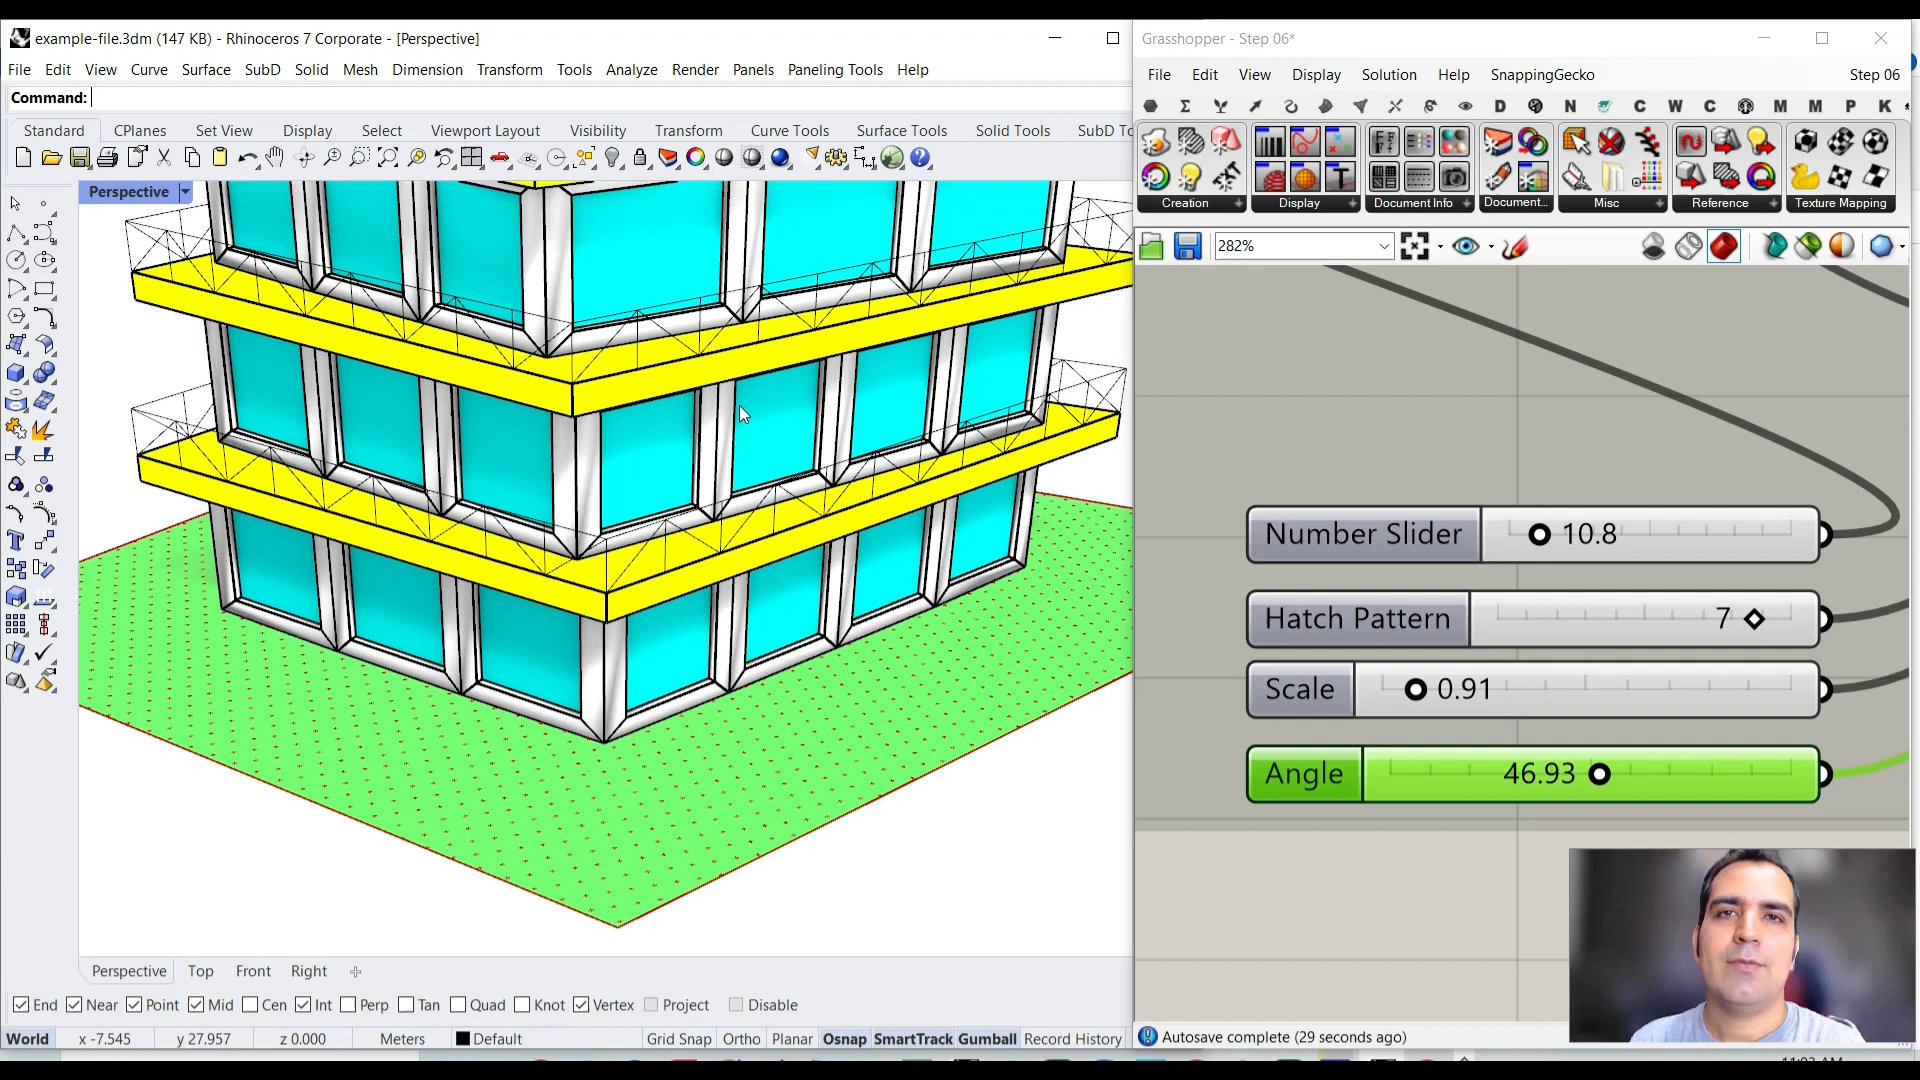 example-file.3dm (147 KB) - Rhinoceros 7 Corporate - [Perspective]
File Edit View Curve Surface SubD Solid Mesh Dimension Transform Tools Analyze Render Panels Paneling Tools Help
Command:
Standard CPlanes Set View Display Select Viewport Layout Visibility Transform Curve Tools Surface Tools Solid Tools SubD To
Perspective
Perspective Top Front Right
End Near Point Mid Cen Int Perp Tan Quad Knot Vertex Project Disable
World x -7.545 y 27.957 z 0.000 Meters Default Grid Snap Ortho Planar Osnap SmartTrack Gumball Record History
Grasshopper - Step 06*
File Edit View Display Solution Help SnappingGecko Step 06
D N C W C M M P K
Creation Display Document Info Document... Misc Reference Texture Mapping
282%
Number Slider 10.8
Hatch Pattern 7
Scale 0.91
Angle 46.93
Autosave complete (29 seconds ago)